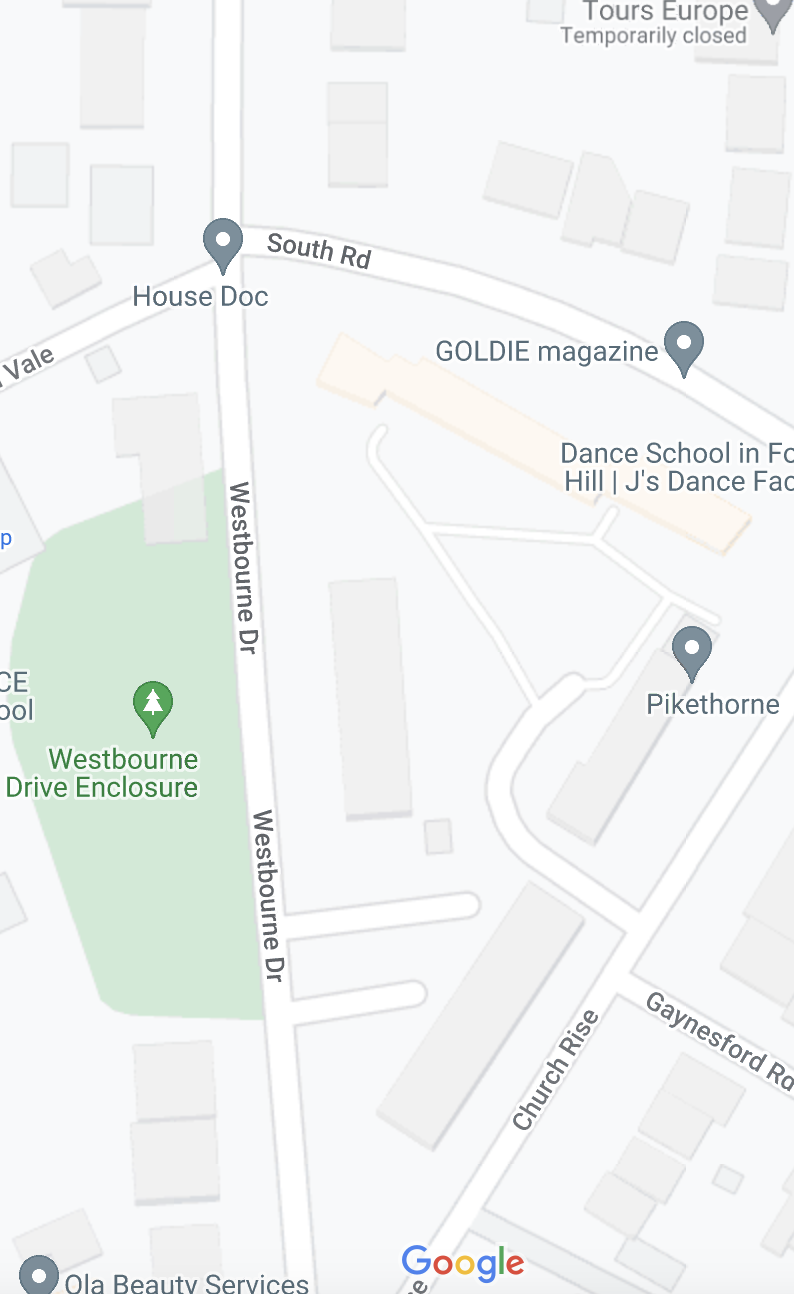 Tours Europe
Temporarily closed
South Rd
House Doc
Vale
GOLDIE magazine
Dance School in Fo
Hill | J's Dance Fac
Westbourne Dr
p
CE
ool
Westbourne
Drive Enclosure
Pikethorne
Westbourne Dr
Gaynesford Rd
Church Rise
Google
Ola Beauty Services